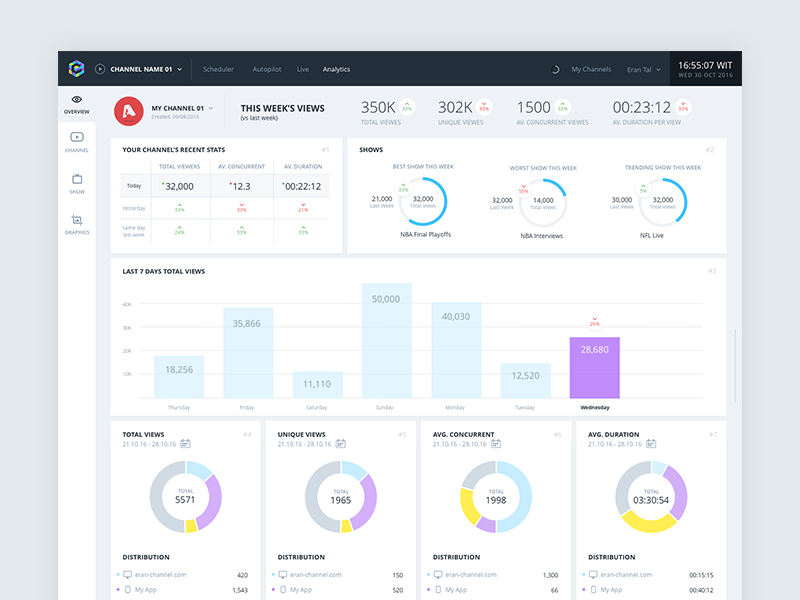 CHANNEL NAME 01
Scheduler
Autopilot
Live
Analytics
My Channels
Eran Tal
16:55:07 WIT
WED 30 OCT 2016
OVERVIEW
CHANNEL
SHOW
GRAPHICS
MY CHANNEL 01
Created: 09/08/2016
THIS WEEK'S VIEWS
(vs last week)
350K 33%
TOTAL VIEWES
302K 30%
UNIQUE VIEWES
1500 33%
AV. CONCURRENT VIEWES
00:23:12 33%
AV. DURATION PER VIEW
YOUR CHANNEL'S RECENT STATS #1
TOTAL VIEWERS AV. CONCURRENT AV. DURATION
Today 32,000 12.3 00:22:12
Yesterday 33% 33% 21%
Same day
last week 24% 33% 33%
SHOWS #2
BEST SHOW THIS WEEK
33%
21,000
Last Week
32,000
Total Views
NBA Final Playoffs
WORST SHOW THIS WEEK
55%
32,000
Last Week
14,000
Total Views
NBA Interviews
TRENDING SHOW THIS WEEK
5%
30,000
Last Week
32,000
Total Views
NFL Live
LAST 7 DAYS TOTAL VIEWS #3
40K
30K
20K
10K
18,256
35,866
11,110
50,000
40,030
12,520
20%
28,680
Thursday Friday Saturday Sunday Monday Tuesday Wednesday
TOTAL VIEWS #4
21.10.16 - 28.10.16
TOTAL
5571
DISTRIBUTION
eran-channel.com 420
My App 1,543
UNIQUE VIEWS #5
21.10.16 - 28.10.16
TOTAL
1965
DISTRIBUTION
eran-channel.com 150
My App 520
AVG. CONCURRENT #6
21.10.16 - 28.10.16
TOTAL
1998
DISTRIBUTION
eran-channel.com 1,300
My App 66
AVG. DURATION #7
21.10.16 - 28.10.16
TOTAL
03:30:54
DISTRIBUTION
eran-channel.com 00:15:15
My App 00:40:12